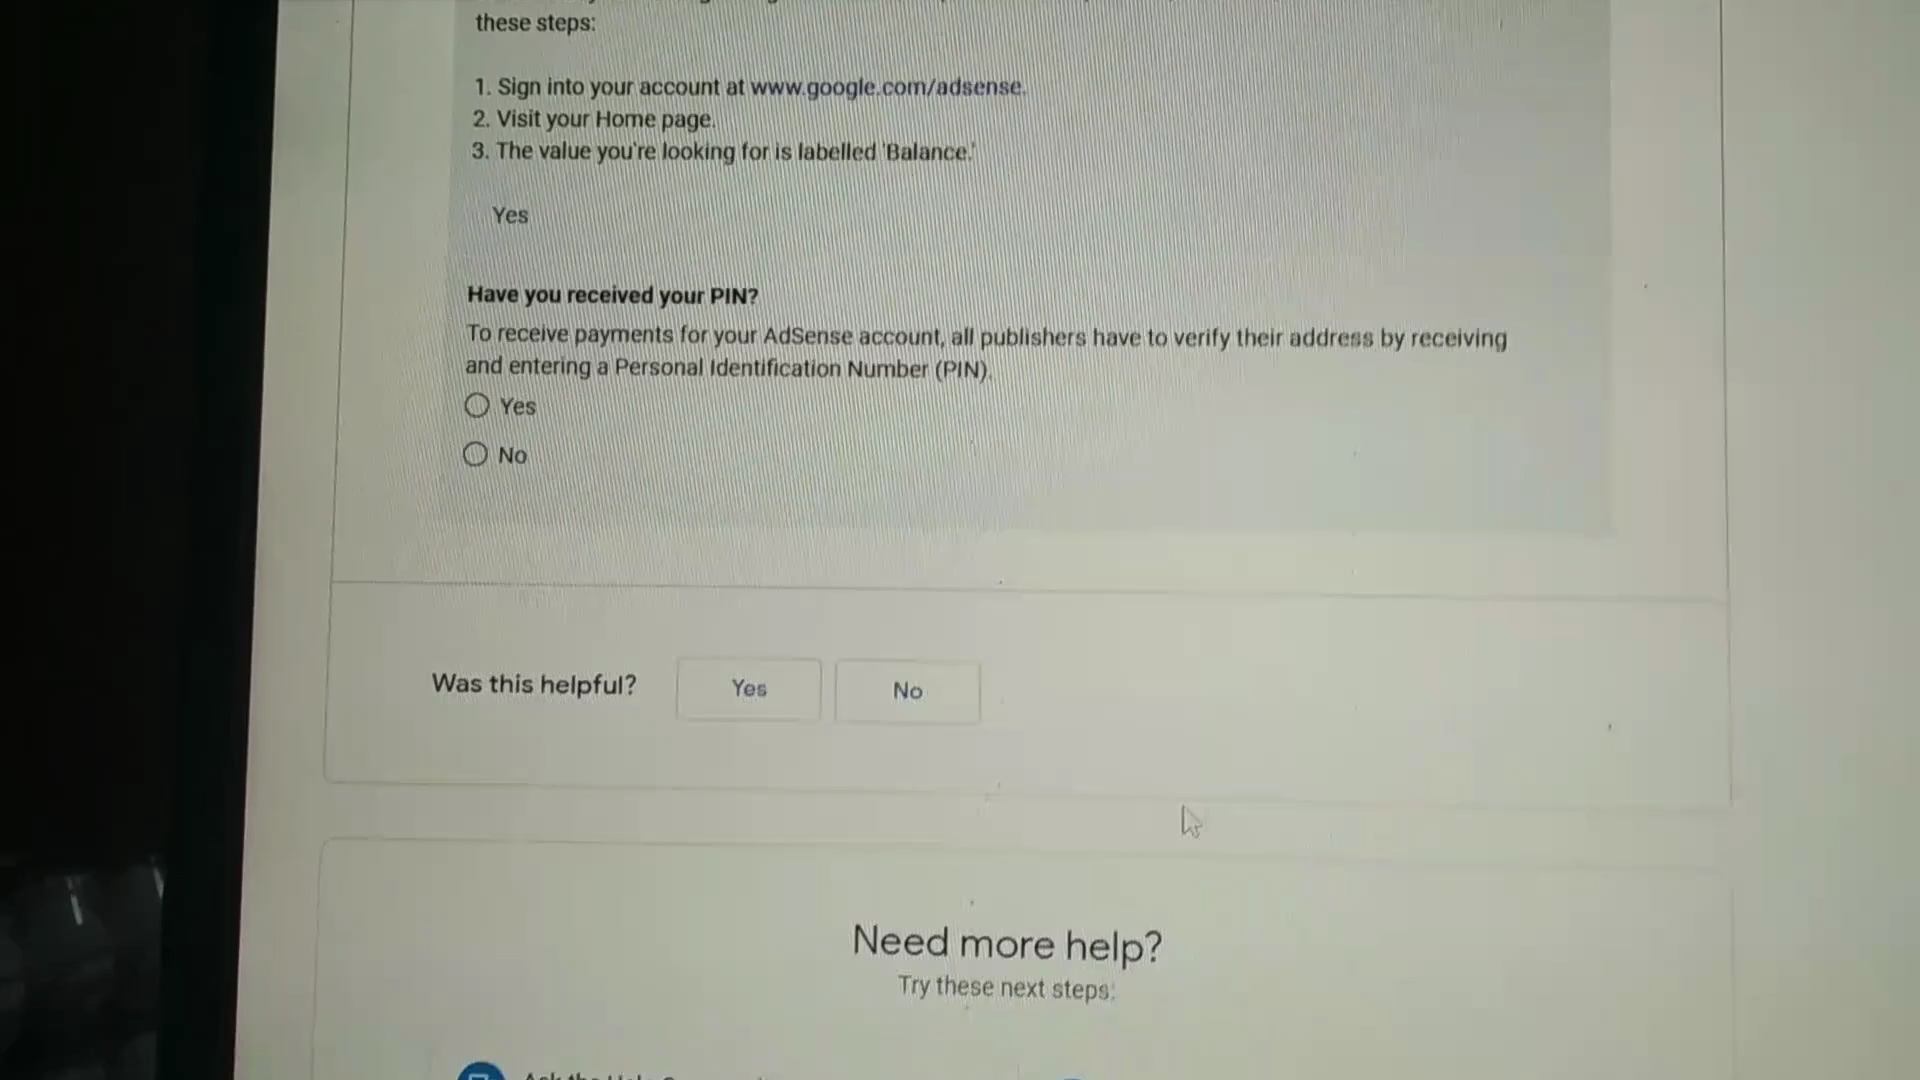 these steps:
1. Sign into your account at www.google.com/adsense.
2. Visit your Home page.
3. The value you're looking for is labelled 'Balance.'
Yes
Have you received your PIN?
To receive payments for your AdSense account, all publishers have to verify their address by receiving
and entering a Personal Identification Number (PIN).
Yes
No
Was this helpful?
Yes
No
Need more help?
Try these next steps: